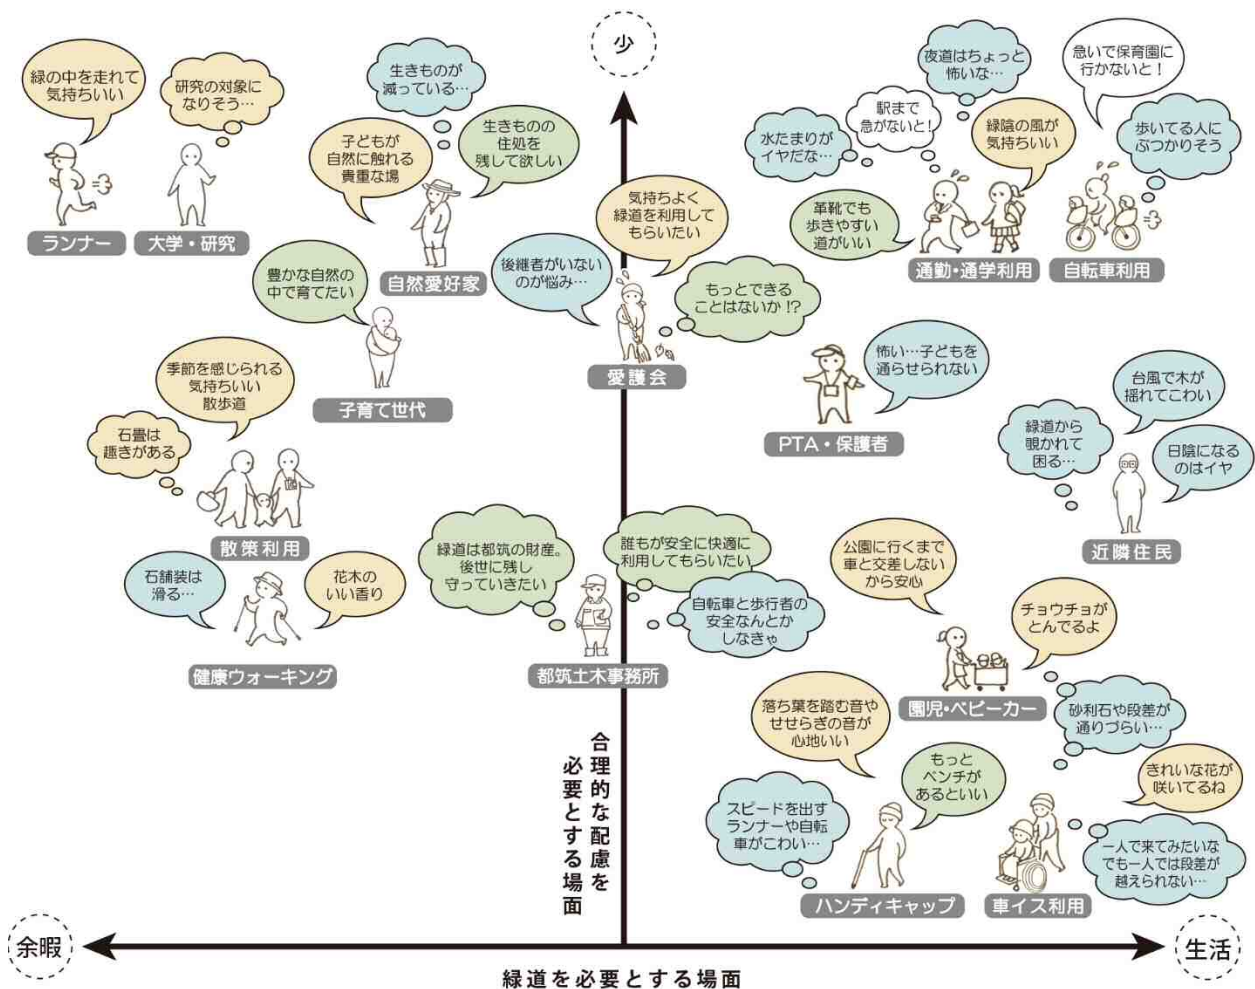 少
緑の中を走れて
気持ちいい
ランナー
研究の対象に
なりそう…
大学・研究
生きものが
減っている…
子どもが
自然に触れる
貴重な場
生きものの
住処を
残して欲しい
自然愛好家
豊かな自然の
中で育てたい
子育て世代
気持ちよく
緑道を利用して
もらいたい
後継者がいない
のが悩み…
もっとできる
ことはないか!?
愛護会
夜道はちょっと
怖いな…
駅まで
急がないと!
水たまりが
イヤだな…
緑陰の風が
気持ちいい
革靴でも
歩きやすい
道がいい
通勤・通学利用
急いで保育園に
行かないと!
歩いてる人に
ぶつかりそう
自転車利用
怖い…子どもを
通らせられない
PTA・保護者
台風で木が
揺れてこわい
緑道から
覗かれて
困る…
日陰になる
のはイヤ
近隣住民
季節を感じられる
気持ちいい
散歩道
石畳は
趣きがある
散策利用
石舗装は
滑る…
花木の
いい香り
健康ウォーキング
緑道は都筑の財産。
後世に残し
守っていきたい
誰もが安全に快適に
利用してもらいたい
自転車と歩行者の
安全なんとか
しなきゃ
都筑土木事務所
公園に行くまで
車と交差しない
から安心
チョウチョが
とんでるよ
砂利石や段差が
通りづらい…
園児・ベビーカー
落ち葉を踏む音や
せせらぎの音が
心地いい
もっと
ベンチが
あるといい
スピードを出す
ランナーや自転
車がこわい…
ハンディキャップ
きれいな花が
咲いてるね
一人で来てみたいな
でも一人では段差が
越えられない…
車イス利用
合理的な配慮を
必要とする場面
余暇
生活
緑道を必要とする場面